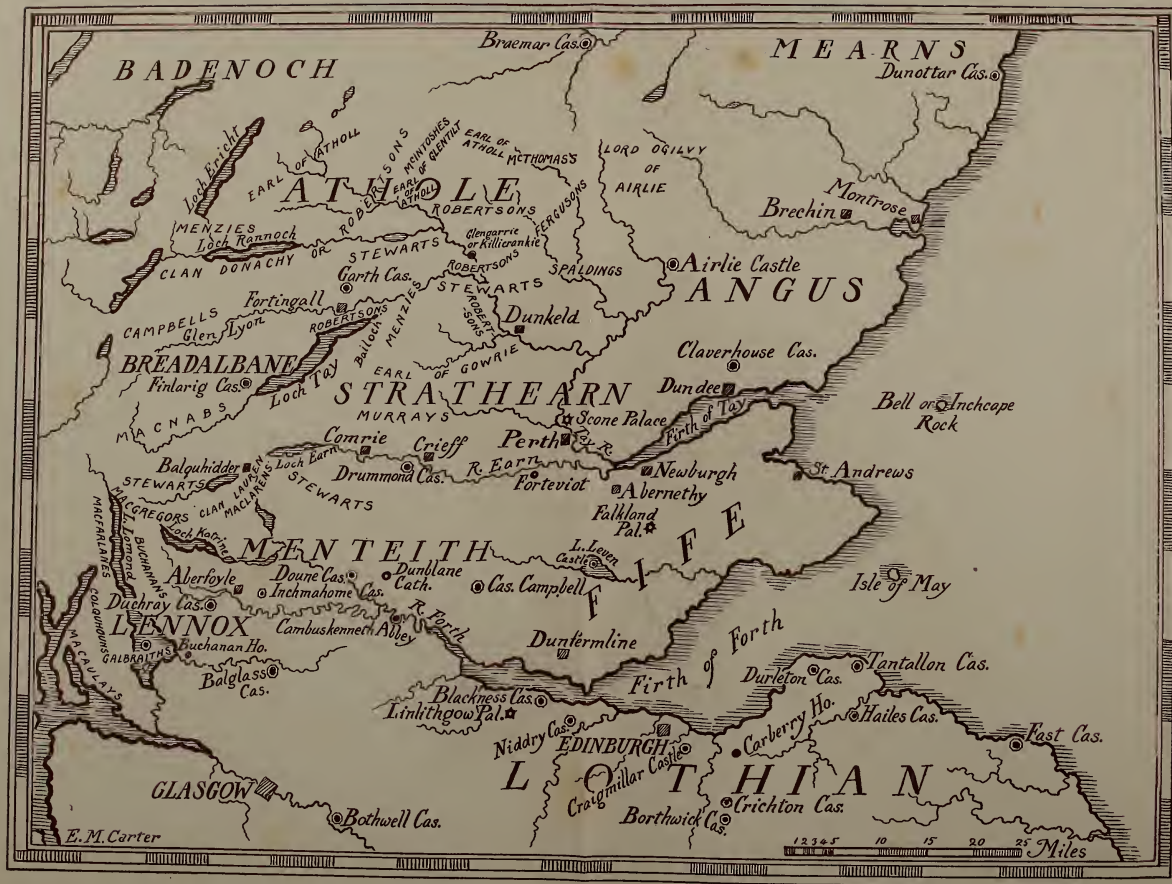 Braemar Cas.
MEARNS
Dunottar Cas.
BADENOCH
Loch Ericht
EARL OF ATHOLL
ATHOLE
ROBERTSONS
MCINTOSHES
EARL OF GLENTILT
EARL OF ATHOLL
EARL OF
ATHOLL
MCTHOMAS'S
ROBERTSONS
FERGUSONS
LORD OGILVY
OF
AIRLIE
Montrose
Brechin
MENZIES
Loch Rannoch
CLAN DONACHY OR
STEWARTS
Glengarrie
or Killicrankie
ROBERTSONS
SPALDINGS
STEWARTS
Airlie Castle
ANGUS
Garth Cas.
Fortingall
CAMPBELLS
Glen Lyon
ROBERTSONS
Balloch
MENZIES
ROBERT-
SONS
Dunkeld
BREADALBANE
Finlarig Cas.
Loch Tay
EARL OF GOWRIE
Claverhouse Cas.
STRATHEARN
MURRAYS
Dundee
Firth of Tay
Bell or Inchcape
Rock
MACNABS
Scone Palace
Perth
Tay R.
Comrie
Crieff
Loch Earn
Drummond Cas.
R. Earn
Forteviot
Newburgh
Abernethy
St Andrews
Balquhidder
STEWARTS
CLAN LAUREN
MACLARENS
STEWARTS
MACGREGORS
MACFARLANES
L. Lomond
BUCHANANS
Loch Katrine
Falkland
Pal.
FIFE
MENTEITH
L. Leven
Castle
Aberfoyle
Doune Cas.
Dunblane
Cath.
Inchmahome Cas.
Cas. Campbell
Isle of May
Duchray Cas.
COLQUHOUNS
LENNOX
Cambuskenneth Abbey
R. Forth
Buchanan Ho.
GALBRAITHS
MACAULAYS
Balglass
Cas.
Dunfermline
Firth of Forth
Durleton Cas.
Tantallon Cas.
Blackness Cas.
Linlithgow Pal.
Niddry Cas.
EDINBURGH
Craigmillar Castle
Carberry Ho.
Hailes Cas.
Fast Cas.
LOTHIAN
GLASGOW
Bothwell Cas.
Borthwick Cas.
Crichton Cas.
E.M. Carter
1 2 3 4 5 10 15 20 25 Miles